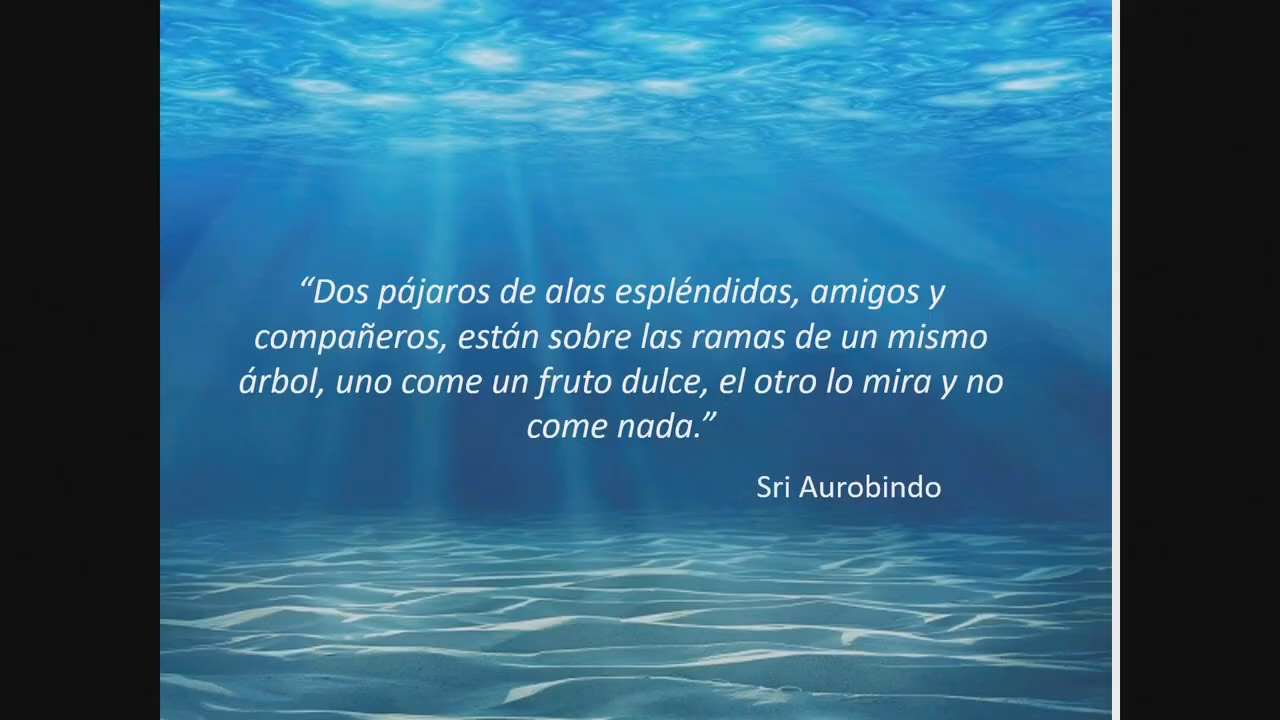 “Dos pájaros de alas espléndidas, amigos y
compañeros, están sobre las ramas de un mismo
árbol, uno come un fruto dulce, el otro lo mira y no
come nada.”
Sri Aurobindo